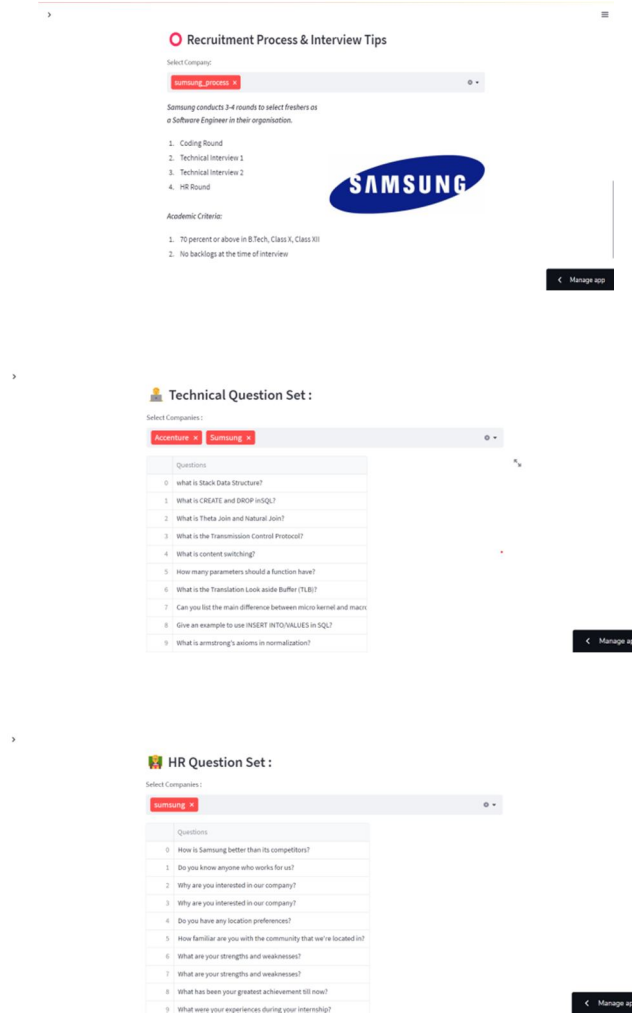 Recruitment Process & Interview Tips
Select Company:
sumsung_process ×
Samsung conducts 3-4 rounds to select freshers as
a Software Engineer in their organisation.
1. Coding Round
2. Technical Interview 1
3. Technical Interview 2
4. HR Round
SAMSUNG
Academic Criteria:
1. 70 percent or above in B.Tech, Class X, Class XII
2. No backlogs at the time of interview
Manage app
Technical Question Set :
Select Companies :
Accenture × Sumsung ×
Questions
0 what is Stack Data Structure?
1 What is CREATE and DROP inSQL?
2 What is Theta Join and Natural Join?
3 What is the Transmission Control Protocol?
4 What is content switching?
5 How many parameters should a function have?
6 What is the Translation Look aside Buffer (TLB)?
7 Can you list the main difference between micro kernel and macro
8 Give an example to use INSERT INTO/VALUES in SQL?
9 What is armstrong's axioms in normalization?
Manage ap
HR Question Set :
Select Companies :
sumsung ×
Questions
0 How is Samsung better than its competitors?
1 Do you know anyone who works for us?
2 Why are you interested in our company?
3 Why are you interested in our company?
4 Do you have any location preferences?
5 How familiar are you with the community that we're located in?
6 What are your strengths and weaknesses?
7 What are your strengths and weaknesses?
8 What has been your greatest achievement till now?
9 What were your experiences during your internship?
Manage ap